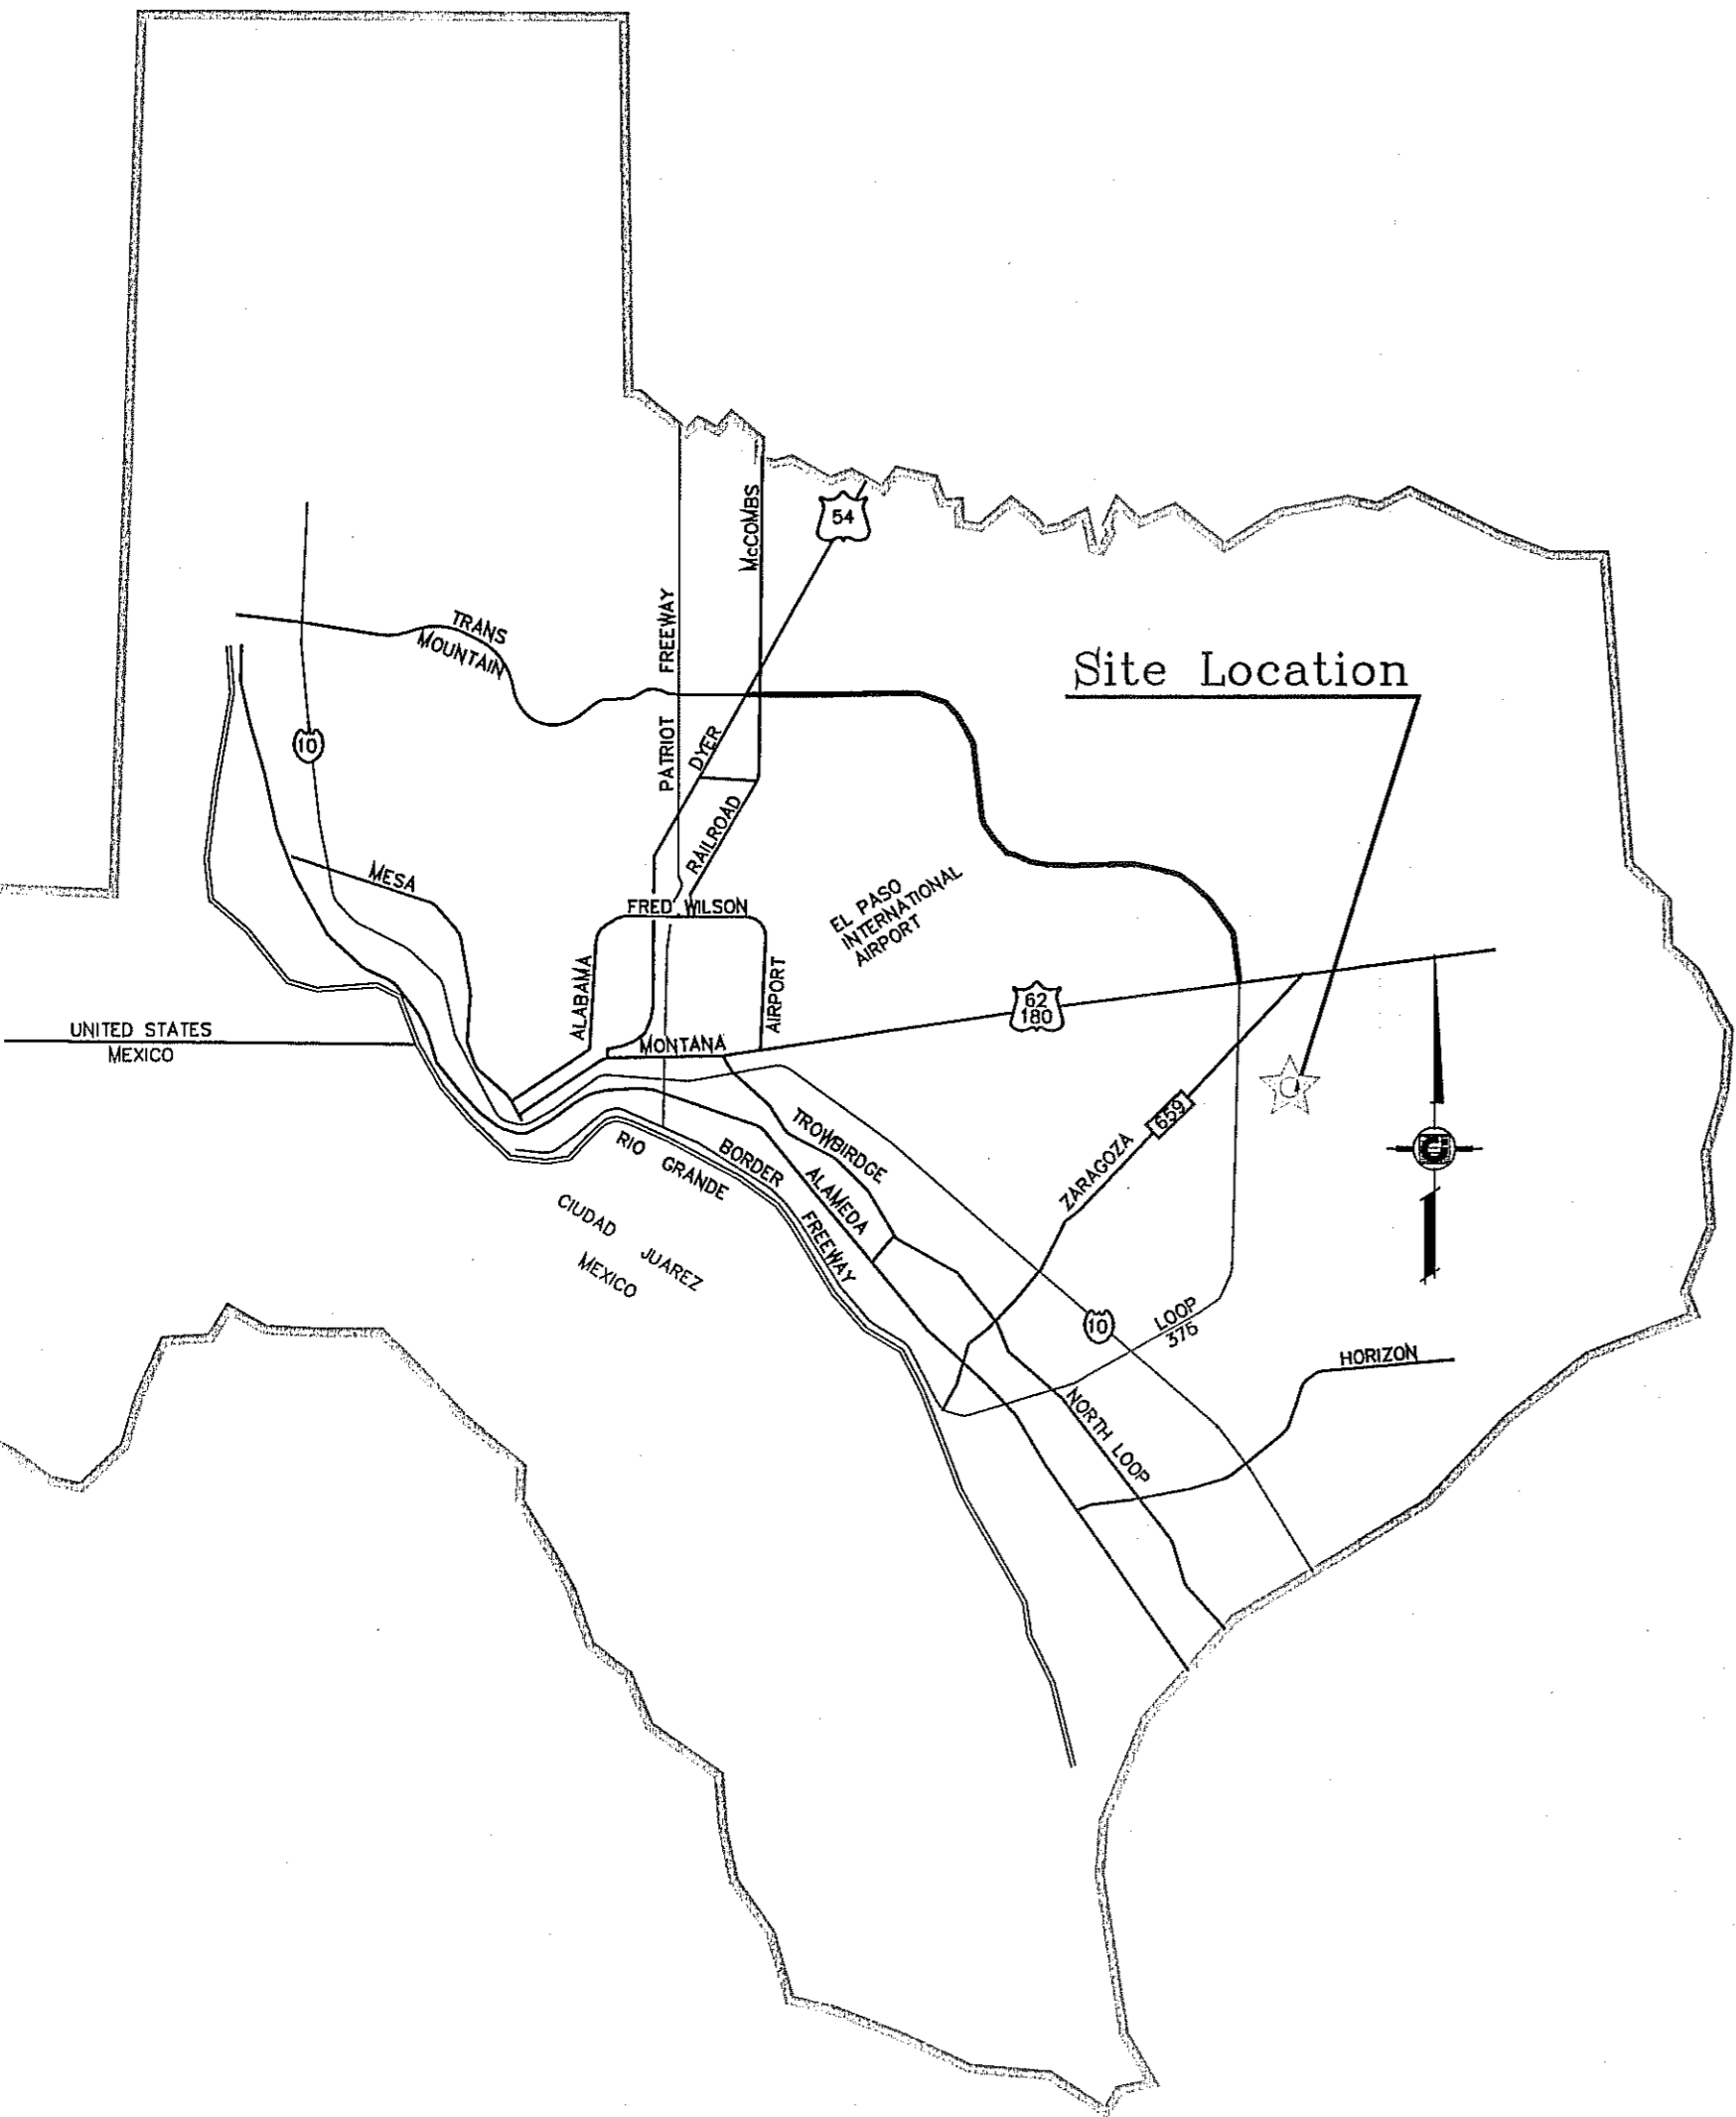 McCOMBS
54
TRANS
MOUNTAIN
PATRIOT FREEWAY
Site Location
10
DYER
RAILROAD
MESA
FRED WILSON
EL PASO
INTERNATIONAL
AIRPORT
ALABAMA
AIRPORT
62
180
UNITED STATES
MEXICO
MONTANA
659
TROWBIRDGE
ZARAGOZA
RIO GRANDE
BORDER
FREEWAY
ALAMEDA
CIUDAD JUAREZ
MEXICO
10
LOOP
375
HORIZON
NORTH LOOP